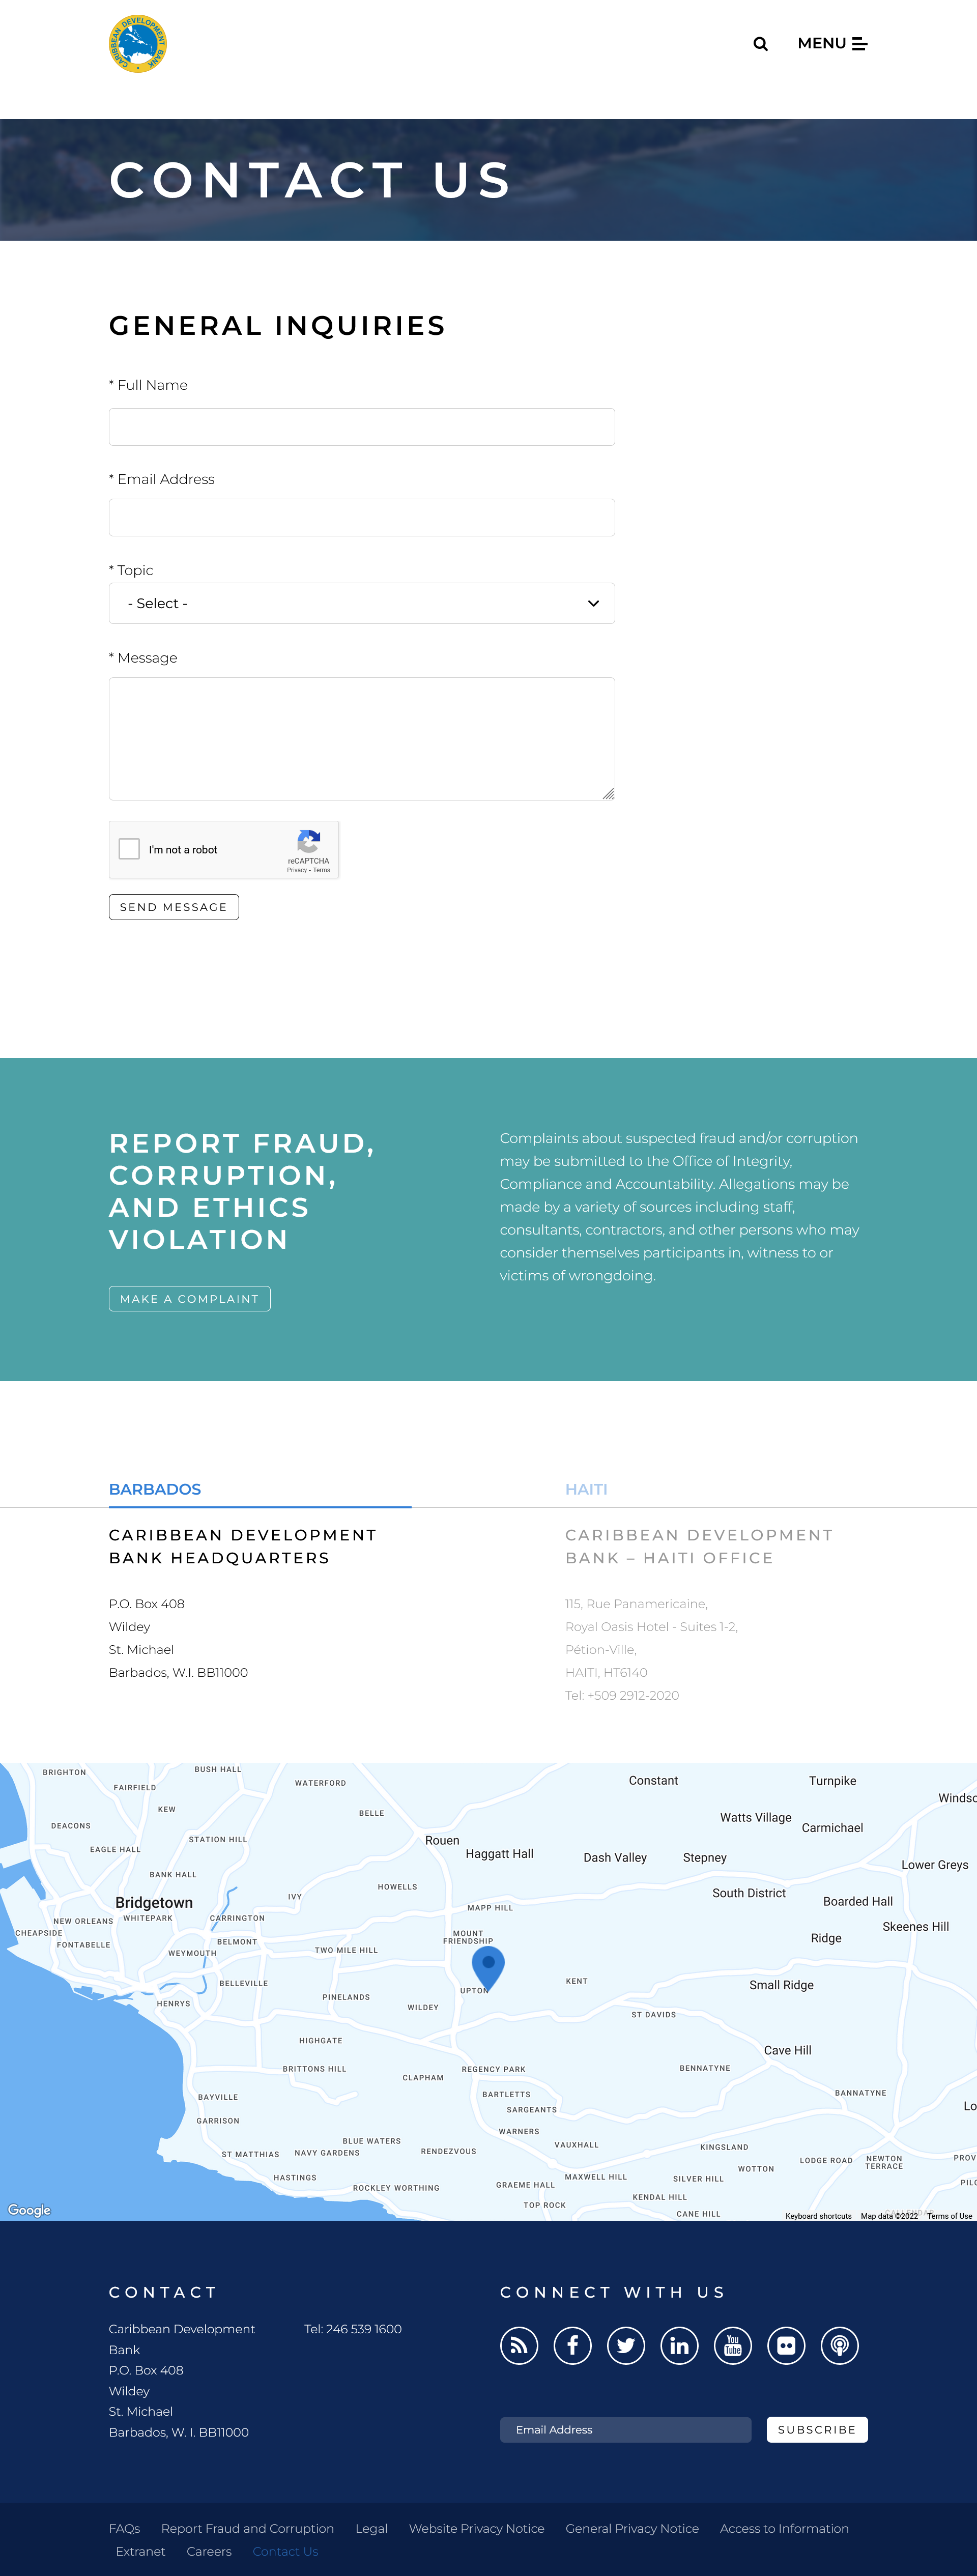 CARIBBEAN DEVELOPMENT BANK
MENU
CONTACT US
GENERAL INQUIRIES
* Full Name
* Email Address
* Topic
- Select -
* Message
I'm not a robot
reCAPTCHA
Privacy - Terms
SEND MESSAGE
REPORT FRAUD,
CORRUPTION,
AND ETHICS
VIOLATION
MAKE A COMPLAINT
Complaints about suspected fraud and/or corruption
may be submitted to the Office of Integrity,
Compliance and Accountability. Allegations may be
made by a variety of sources including staff,
consultants, contractors, and other persons who may
consider themselves participants in, witness to or
victims of wrongdoing.
BARBADOS
CARIBBEAN DEVELOPMENT
BANK HEADQUARTERS
P.O. Box 408
Wildey
St. Michael
Barbados, W.I. BB11000
HAITI
CARIBBEAN DEVELOPMENT
BANK – HAITI OFFICE
115, Rue Panamericaine,
Royal Oasis Hotel - Suites 1-2,
Pétion-Ville,
HAITI, HT6140
Tel: +509 2912-2020
BRIGHTON
BUSH HALL
FAIRFIELD
WATERFORD
Constant
Turnpike
Windsc
KEW
BELLE
Watts Village
Carmichael
DEACONS
STATION HILL
Rouen
EAGLE HALL
Haggatt Hall
Dash Valley
Stepney
Lower Greys
BANK HALL
HOWELLS
South District
Bridgetown
IVY
Boarded Hall
MAPP HILL
NEW ORLEANS
WHITEPARK
CARRINGTON
Skeenes Hill
CHEAPSIDE
MOUNT
FRIENDSHIP
Ridge
FONTABELLE
BELMONT
WEYMOUTH
TWO MILE HILL
BELLEVILLE
KENT
Small Ridge
UPTON
PINELANDS
HENRYS
WILDEY
ST DAVIDS
HIGHGATE
Cave Hill
BRITTONS HILL
REGENCY PARK
BENNATYNE
CLAPHAM
BAYVILLE
BARTLETTS
BANNATYNE
SARGEANTS
Lo
GARRISON
WARNERS
BLUE WATERS
VAUXHALL
KINGSLAND
ST MATTHIAS
NAVY GARDENS
RENDEZVOUS
LODGE ROAD
NEWTON
TERRACE
PROV
WOTTON
HASTINGS
MAXWELL HILL
SILVER HILL
PILG
ROCKLEY
WORTHING
GRAEME HALL
KENDAL HILL
TOP ROCK
CANE HILL
CALLENDAR
Google
Keyboard shortcuts
Map data ©2022
Terms of Use
CONTACT
Caribbean Development
Bank
P.O. Box 408
Wildey
St. Michael
Barbados, W. I. BB11000
Tel: 246 539 1600
CONNECT WITH US
You
Tube
Email Address
SUBSCRIBE
FAQs Report Fraud and Corruption Legal Website Privacy Notice General Privacy Notice Access to Information
Extranet Careers Contact Us